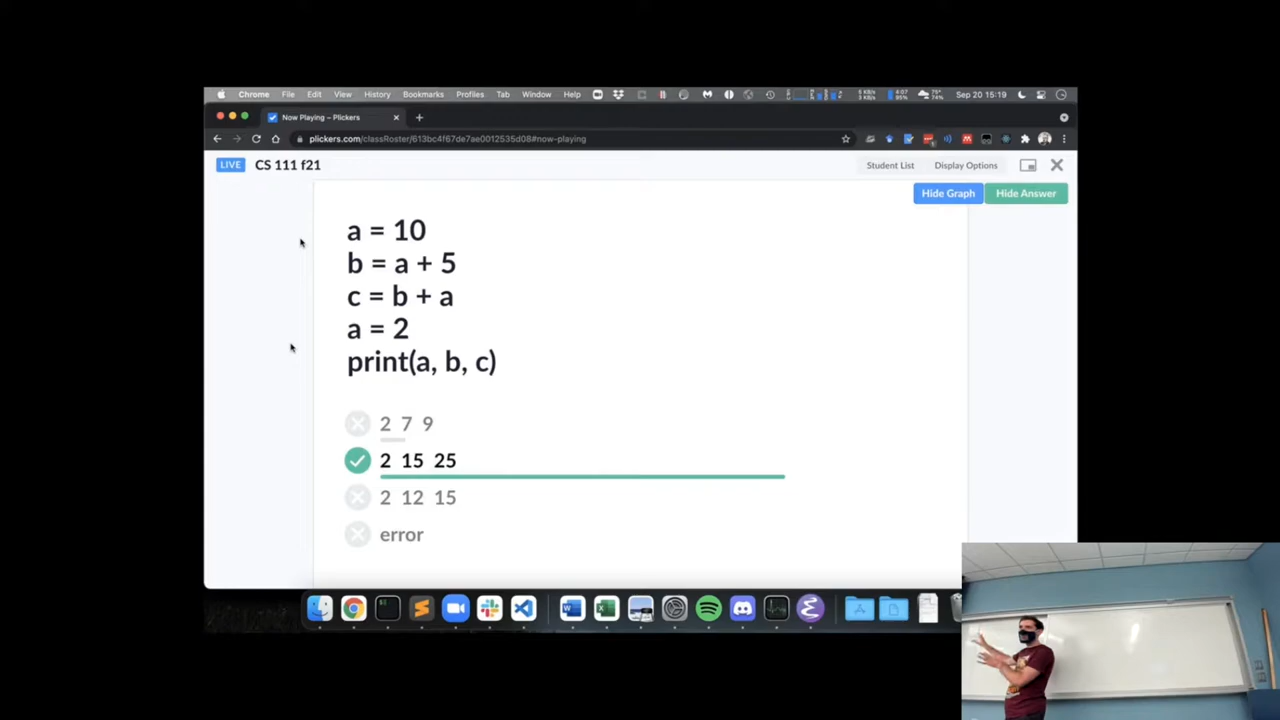 Chrome File Edit View History Bookmarks Profiles Tab Window Help Sep 20 15:19
Now Playing – Plickers
plickers.com/classRoster/613bc4f67de7ae0012535d08#now-playing
LIVE CS 111 f21 Student List Display Options
Hide Graph Hide Answer
a = 10
b = a + 5
c = b + a
a = 2
print(a, b, c)
2 7 9
2 15 25
2 12 15
error